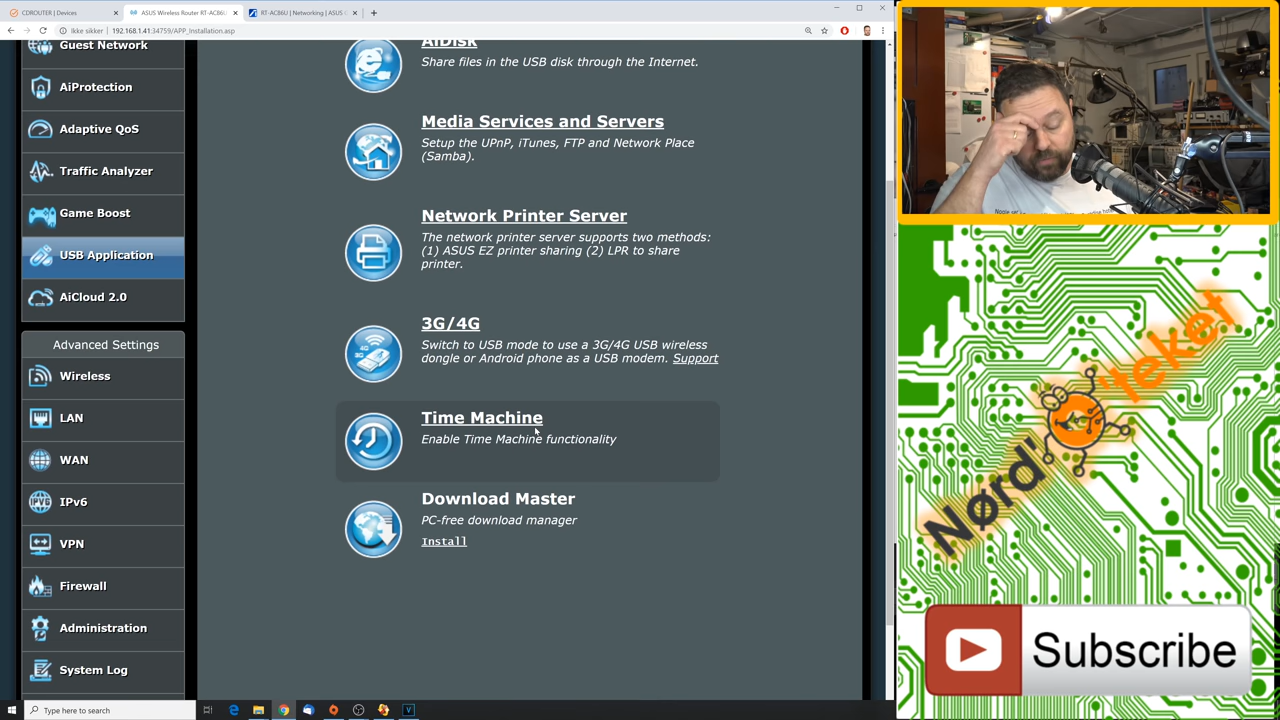 CDROUTER | Devices
ASUS Wireless Router RT-AC86U
RT-AC86U | Networking | ASUS
Ikke sikker | 192.168.1.41:34759/APP_Installation.asp
Guest Network
AiProtection
Adaptive QoS
Traffic Analyzer
Game Boost
USB Application
AiCloud 2.0
Advanced Settings
Wireless
LAN
WAN
IPv6
VPN
Firewall
Administration
System Log
AiDisk
Share files in the USB disk through the Internet.
Media Services and Servers
Setup the UPnP, iTunes, FTP and Network Place
(Samba).
Network Printer Server
The network printer server supports two methods:
(1) ASUS EZ printer sharing (2) LPR to share
printer.
3G/4G
Switch to USB mode to use a 3G/4G USB wireless
dongle or Android phone as a USB modem. Support
Time Machine
Enable Time Machine functionality
Download Master
PC-free download manager
Install
Type here to search
Nørd'teket
Subscribe